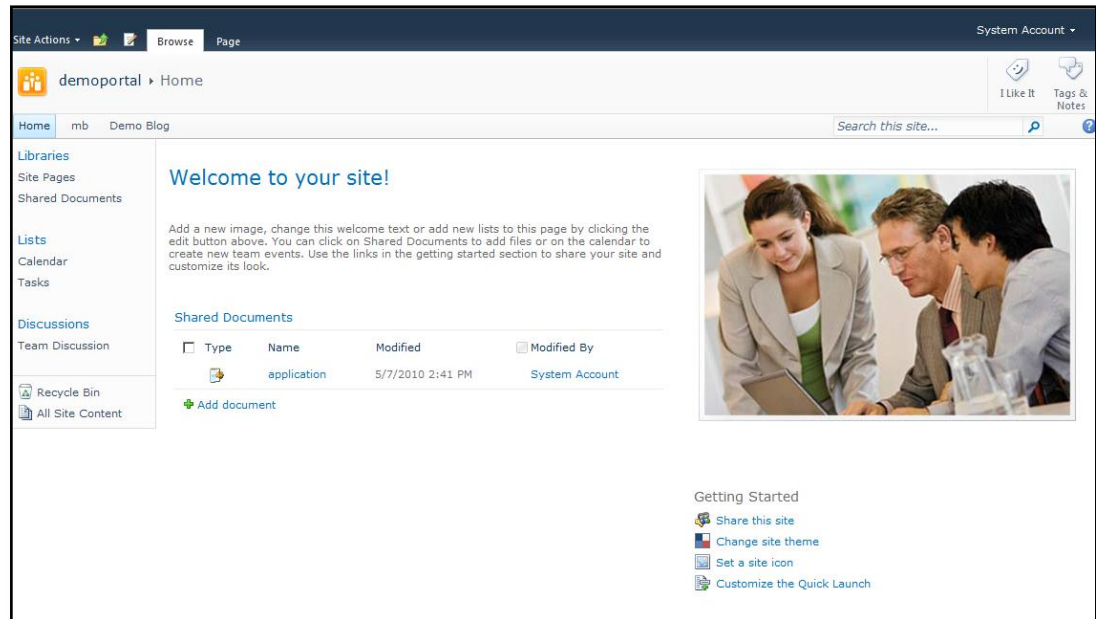 System Account
Site Actions
Browse
Page
demoportal Home
I Like It
Tags &
Notes
Home
mb
Demo Blog
Search this site...
Libraries
Site Pages
Shared Documents
Lists
Calendar
Tasks
Discussions
Team Discussion
Recycle Bin
All Site Content
Welcome to your site!
Add a new image, change this welcome text or add new lists to this page by clicking the
edit button above. You can click on Shared Documents to add files or on the calendar to
create new team events. Use the links in the getting started section to share your site and
customize its look.
Shared Documents
Type Name Modified Modified By
application 5/7/2010 2:41 PM System Account
Add document
Getting Started
Share this site
Change site theme
Set a site icon
Customize the Quick Launch